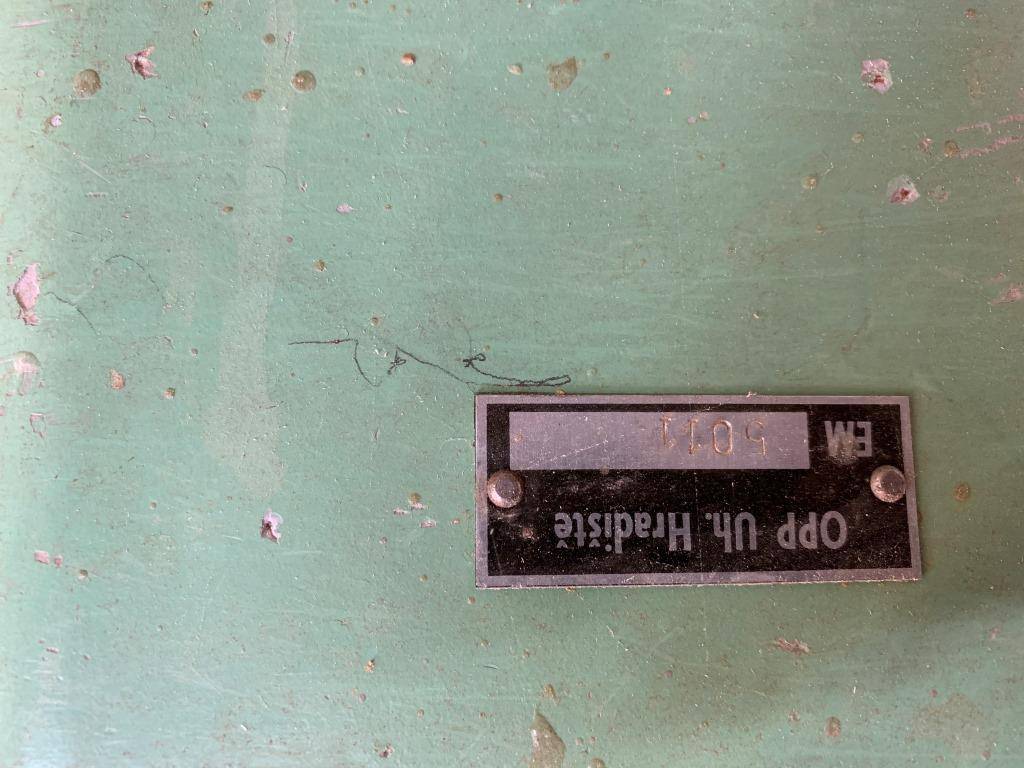 OPP Uh. Hradiště
EM 5011